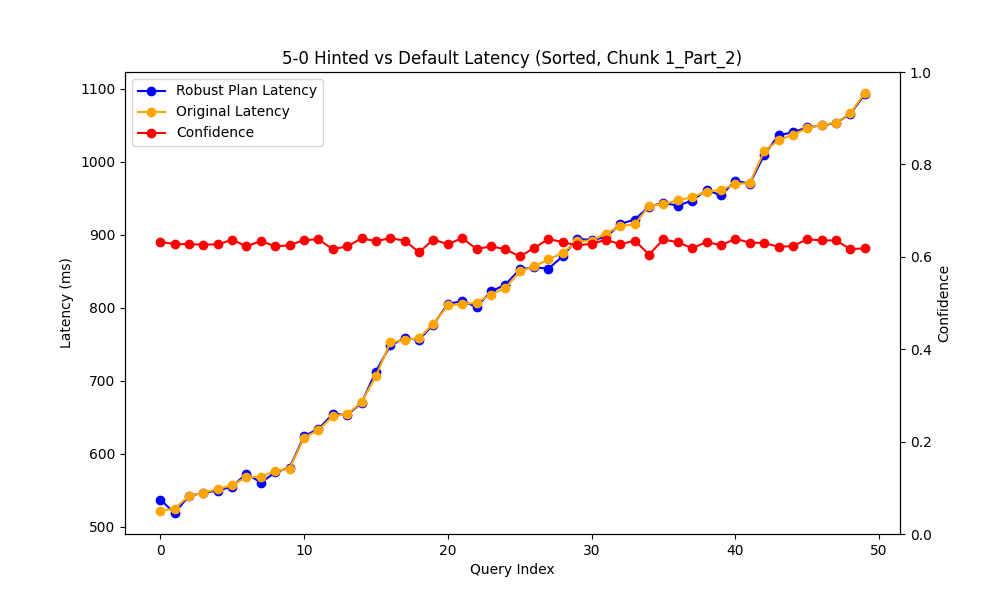 5-0 Hinted vs Default Latency (Sorted, Chunk 1_Part_2)
Robust Plan Latency
Original Latency
Confidence
1100
1000
900
800
700
600
500
Latency (ms)
1.0
0.8
0.6
0.4
0.2
0.0
Confidence
0 10 20 30 40 50
Query Index